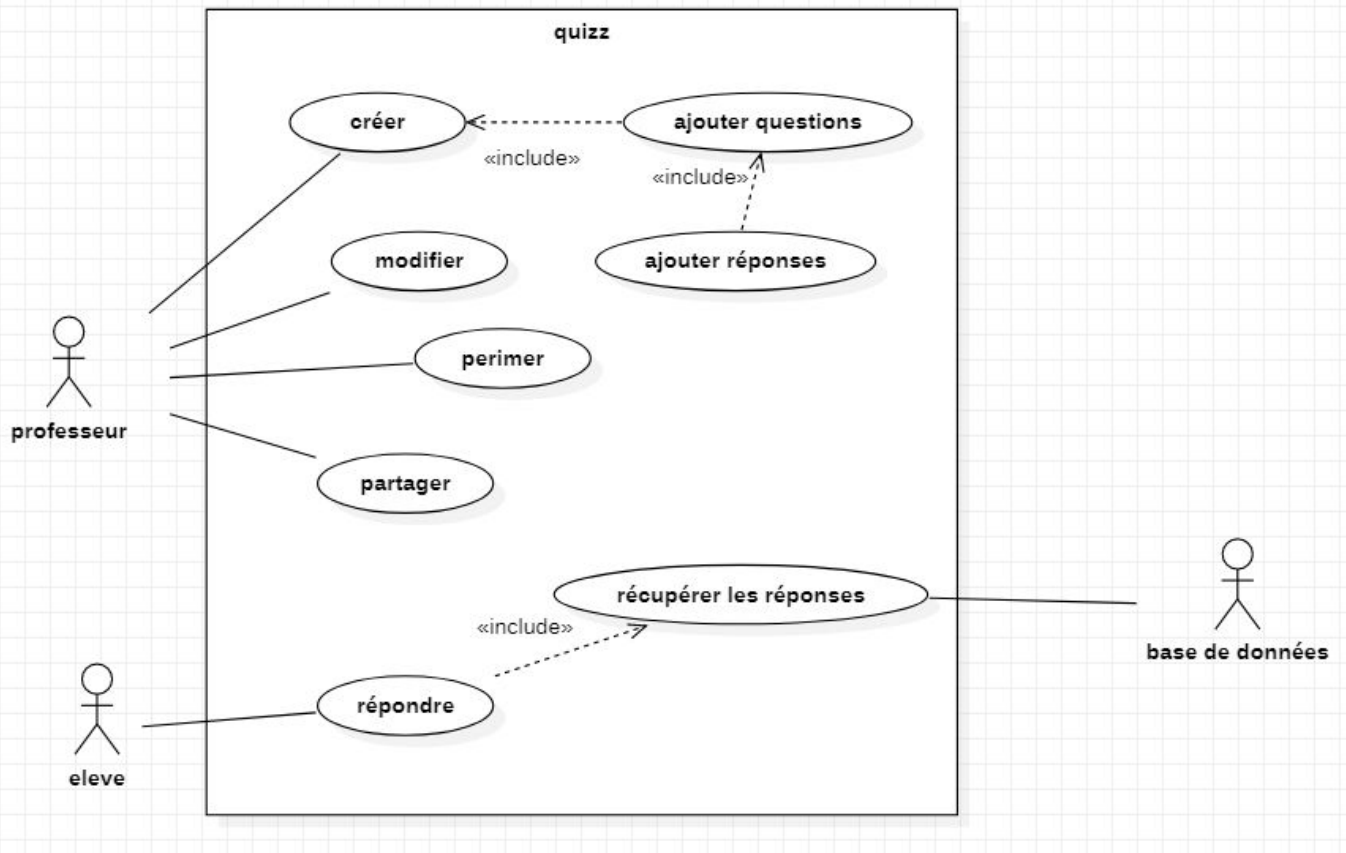 quizz
créer
ajouter questions
«include»
«include»
modifier
ajouter réponses
perimer
professeur
partager
récupérer les réponses
«include»
base de données
répondre
eleve